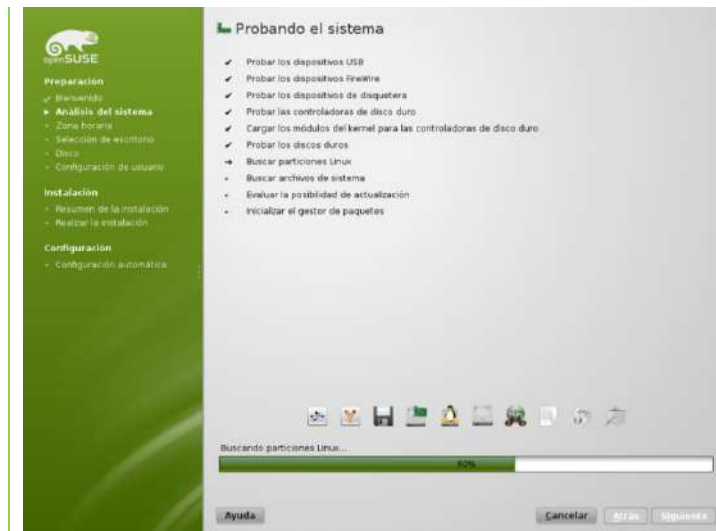 openSUSE
Preparación
Bienvenido
Análisis del sistema
Zona horaria
Selección de escritorio
Disco
Configuración de usuario
Instalación
Resumen de la instalación
Realizar la instalación
Configuración
Configuración automática
Probando el sistema
Probar los dispositivos USB
Probar los dispositivos FireWire
Probar los dispositivos de disquetera
Probar las controladoras de disco duro
Cargar los módulos del kernel para las controladoras de disco duro
Probar los discos duros
Buscar particiones Linux
Buscar archivos de sistema
Evaluar la posibilidad de actualización
Inicializar el gestor de paquetes
Buscando particiones Linux...
60%
Ayuda
Cancelar
Atrás
Siguiente